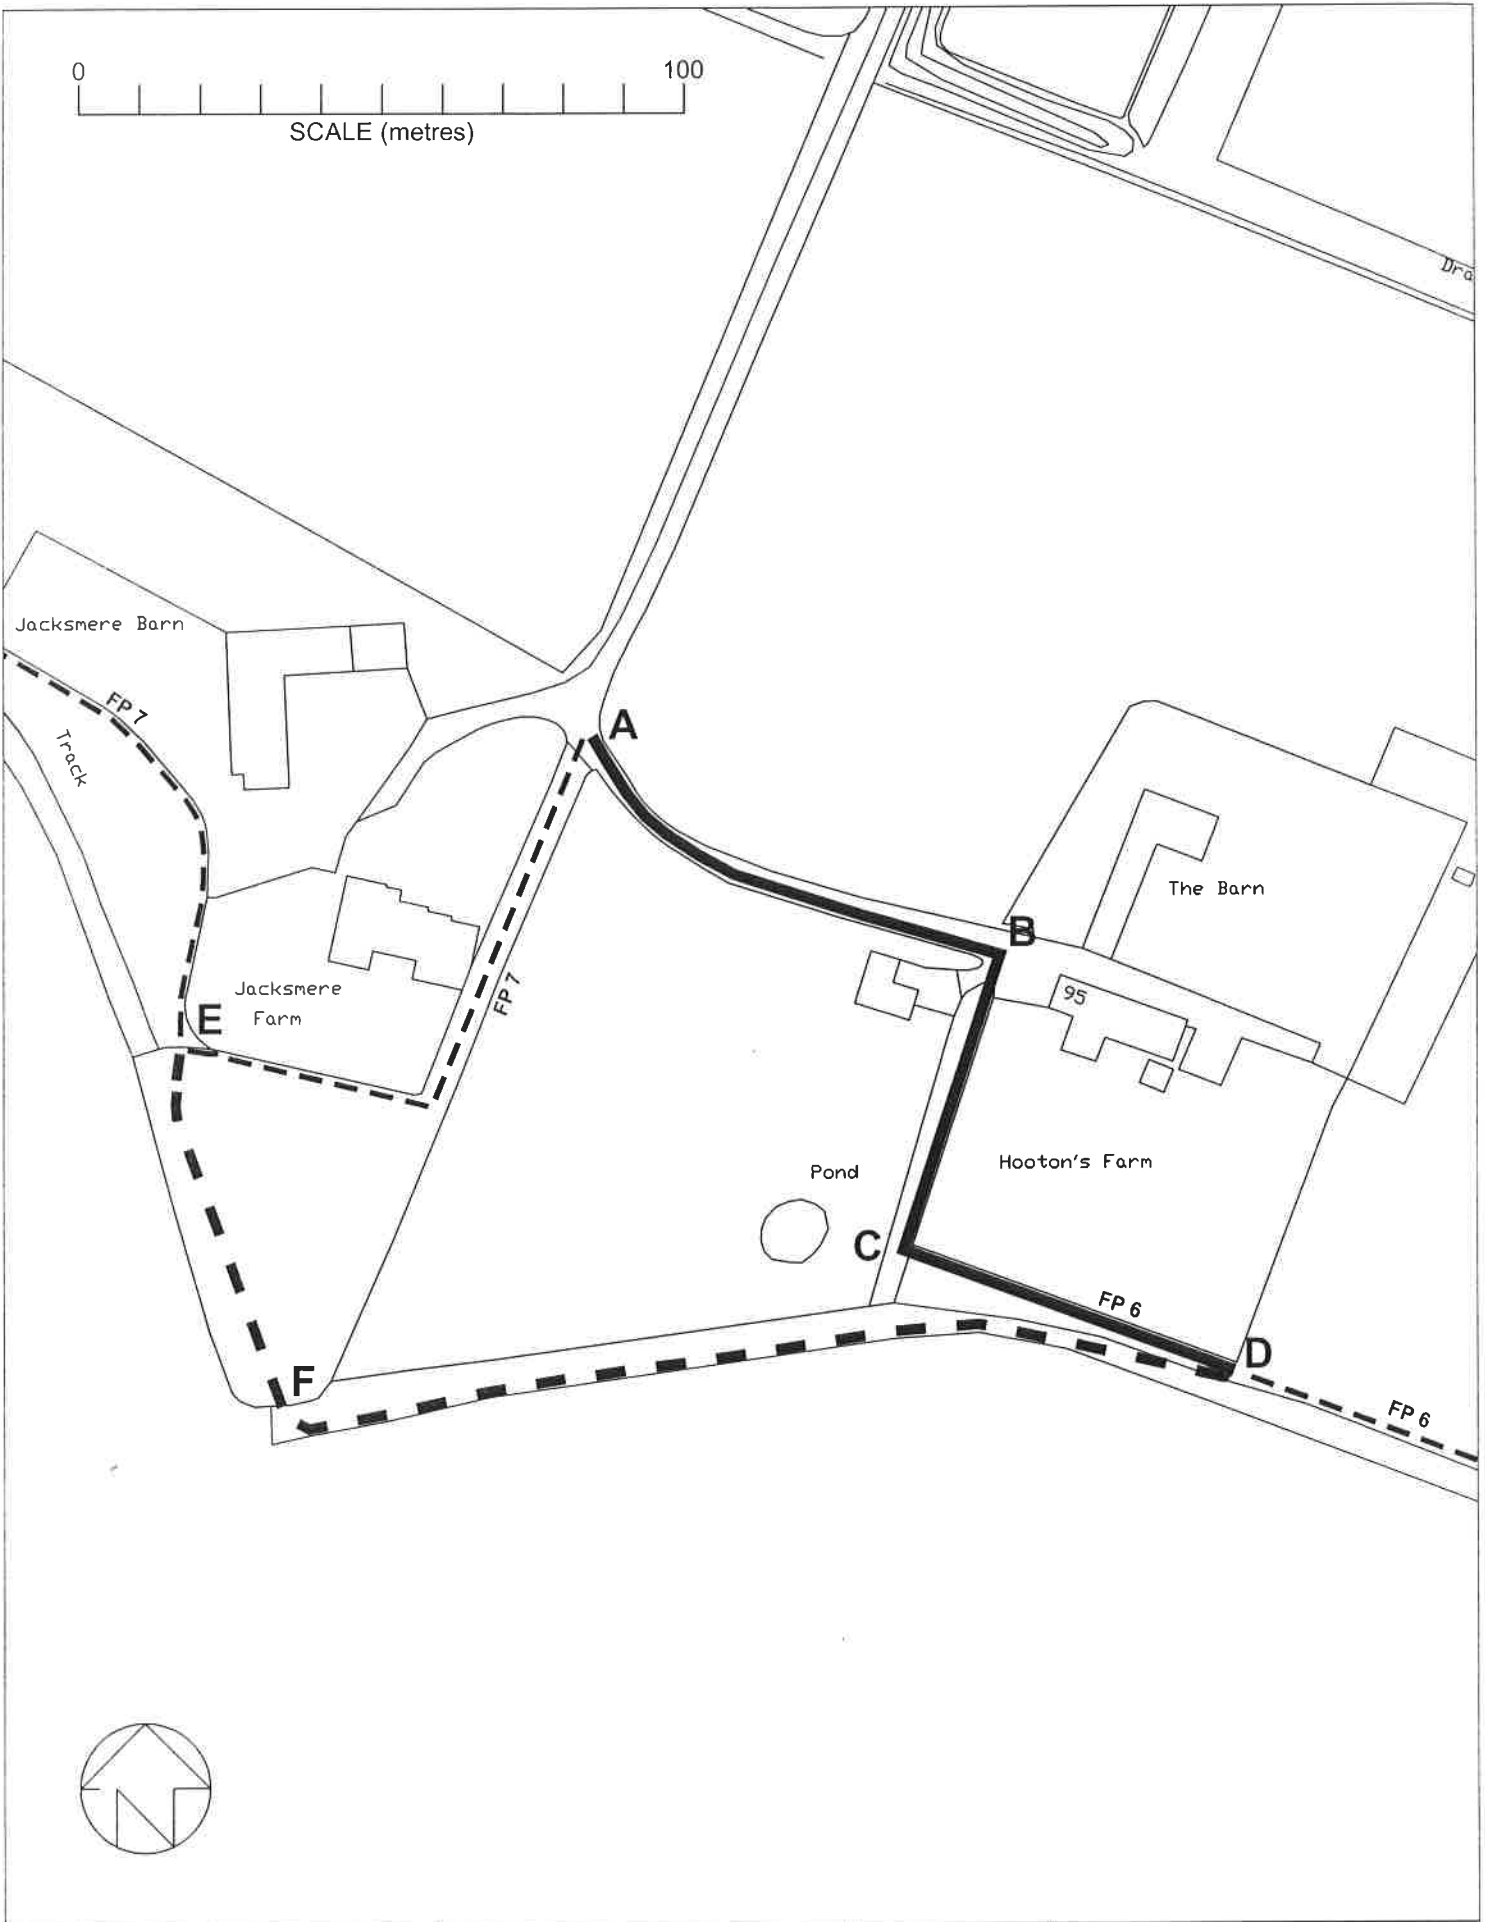 0 100
SCALE (metres)
Dra
Jacksmere Barn
FP 7
Track
A
B
The Barn
95
FP 7
Jacksmere
Farm
E
Pond
Hooton's Farm
C
FP 6
D
F
FP 6
N